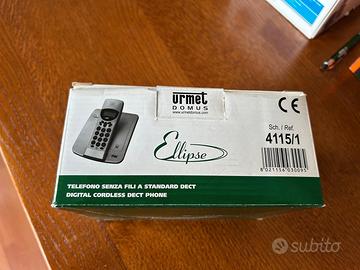 urmet
DOMUS
www.urmetdomus.com
CE
Sch. / Ref.
4115/1
Ellipse
8021156030095
TELEFONO SENZA FILI A STANDARD DECT
DIGITAL CORDLESS DECT PHONE
subito